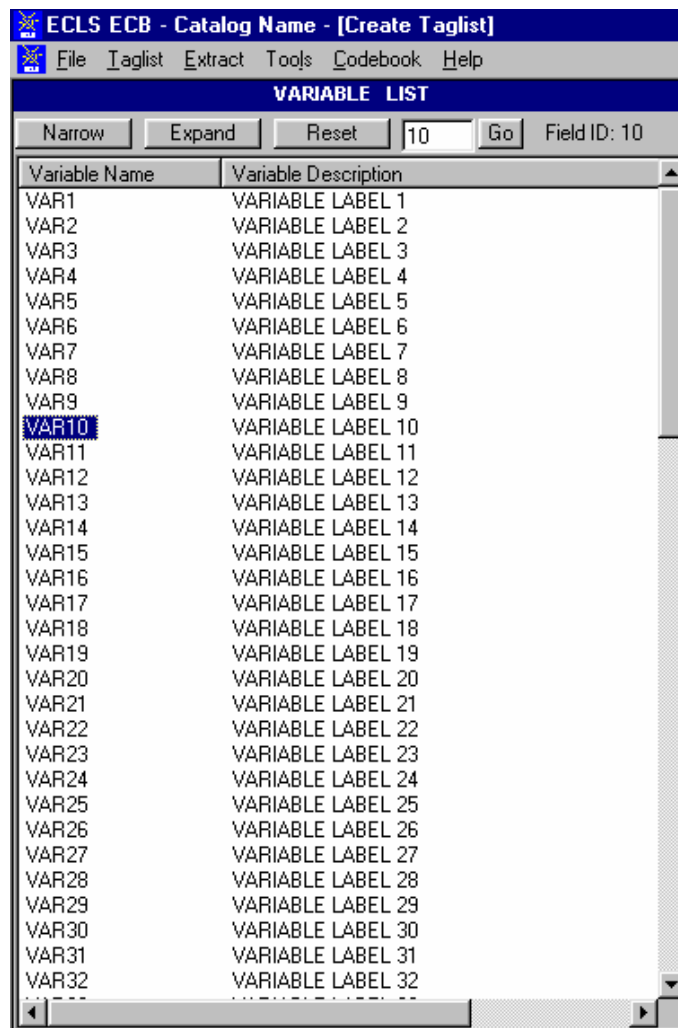 ECLS ECB - Catalog Name - [Create Taglist]
File Taglist Extract Tools Codebook Help
VARIABLE LIST
Narrow Expand Reset 10 Go Field ID: 10
Variable Name Variable Description
VAR1 VARIABLE LABEL 1
VAR2 VARIABLE LABEL 2
VAR3 VARIABLE LABEL 3
VAR4 VARIABLE LABEL 4
VAR5 VARIABLE LABEL 5
VAR6 VARIABLE LABEL 6
VAR7 VARIABLE LABEL 7
VAR8 VARIABLE LABEL 8
VAR9 VARIABLE LABEL 9
VAR10 VARIABLE LABEL 10
VAR11 VARIABLE LABEL 11
VAR12 VARIABLE LABEL 12
VAR13 VARIABLE LABEL 13
VAR14 VARIABLE LABEL 14
VAR15 VARIABLE LABEL 15
VAR16 VARIABLE LABEL 16
VAR17 VARIABLE LABEL 17
VAR18 VARIABLE LABEL 18
VAR19 VARIABLE LABEL 19
VAR20 VARIABLE LABEL 20
VAR21 VARIABLE LABEL 21
VAR22 VARIABLE LABEL 22
VAR23 VARIABLE LABEL 23
VAR24 VARIABLE LABEL 24
VAR25 VARIABLE LABEL 25
VAR26 VARIABLE LABEL 26
VAR27 VARIABLE LABEL 27
VAR28 VARIABLE LABEL 28
VAR29 VARIABLE LABEL 29
VAR30 VARIABLE LABEL 30
VAR31 VARIABLE LABEL 31
VAR32 VARIABLE LABEL 32